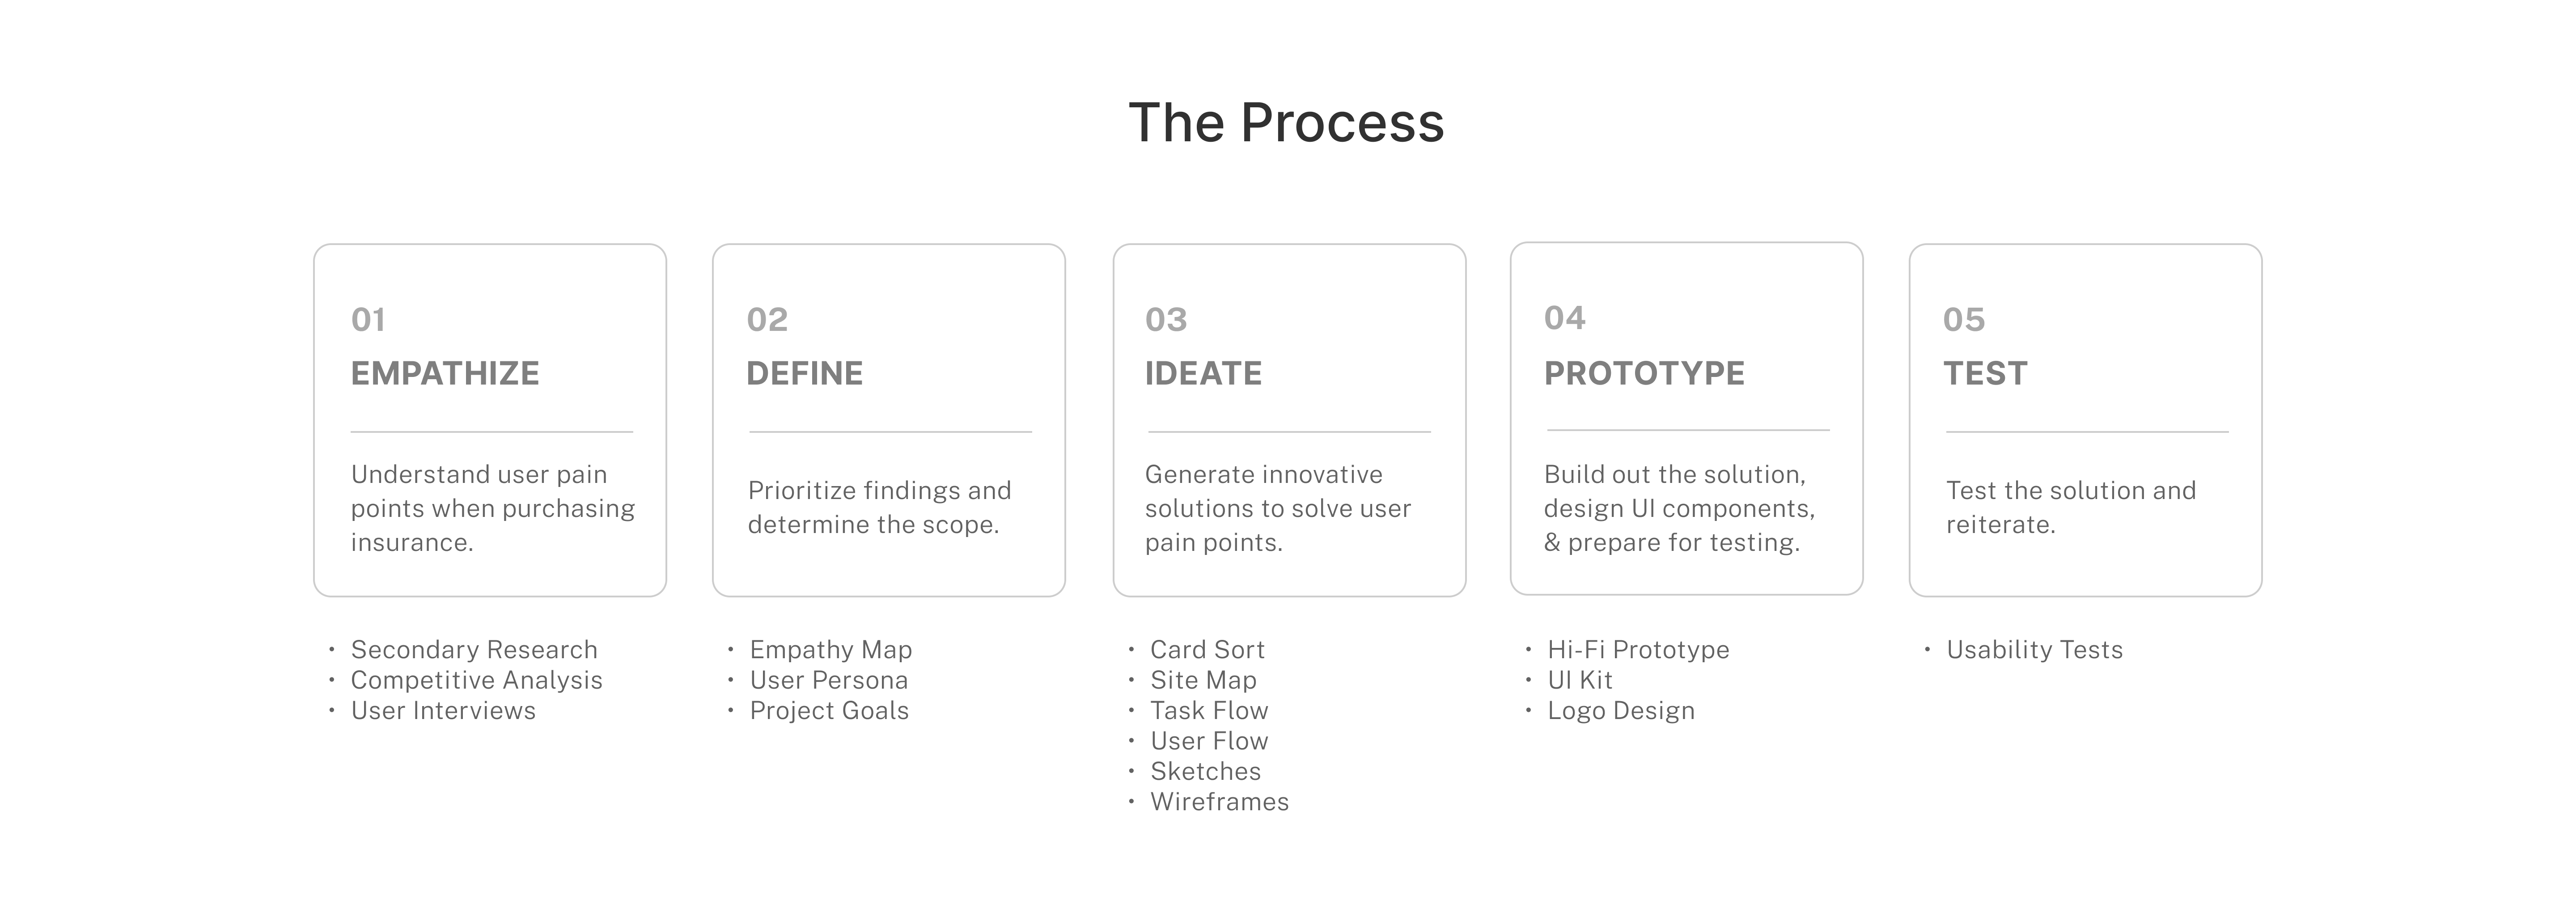 The Process
01
EMPATHIZE
Understand user pain
points when purchasing
insurance.
• Secondary Research
• Competitive Analysis
• User Interviews
02
DEFINE
Prioritize findings and
determine the scope.
• Empathy Map
• User Persona
• Project Goals
03
IDEATE
Generate innovative
solutions to solve user
pain points.
• Card Sort
• Site Map
• Task Flow
• User Flow
• Sketches
• Wireframes
04
PROTOTYPE
Build out the solution,
design UI components,
& prepare for testing.
• Hi-Fi Prototype
• UI Kit
• Logo Design
05
TEST
Test the solution and
reiterate.
• Usability Tests